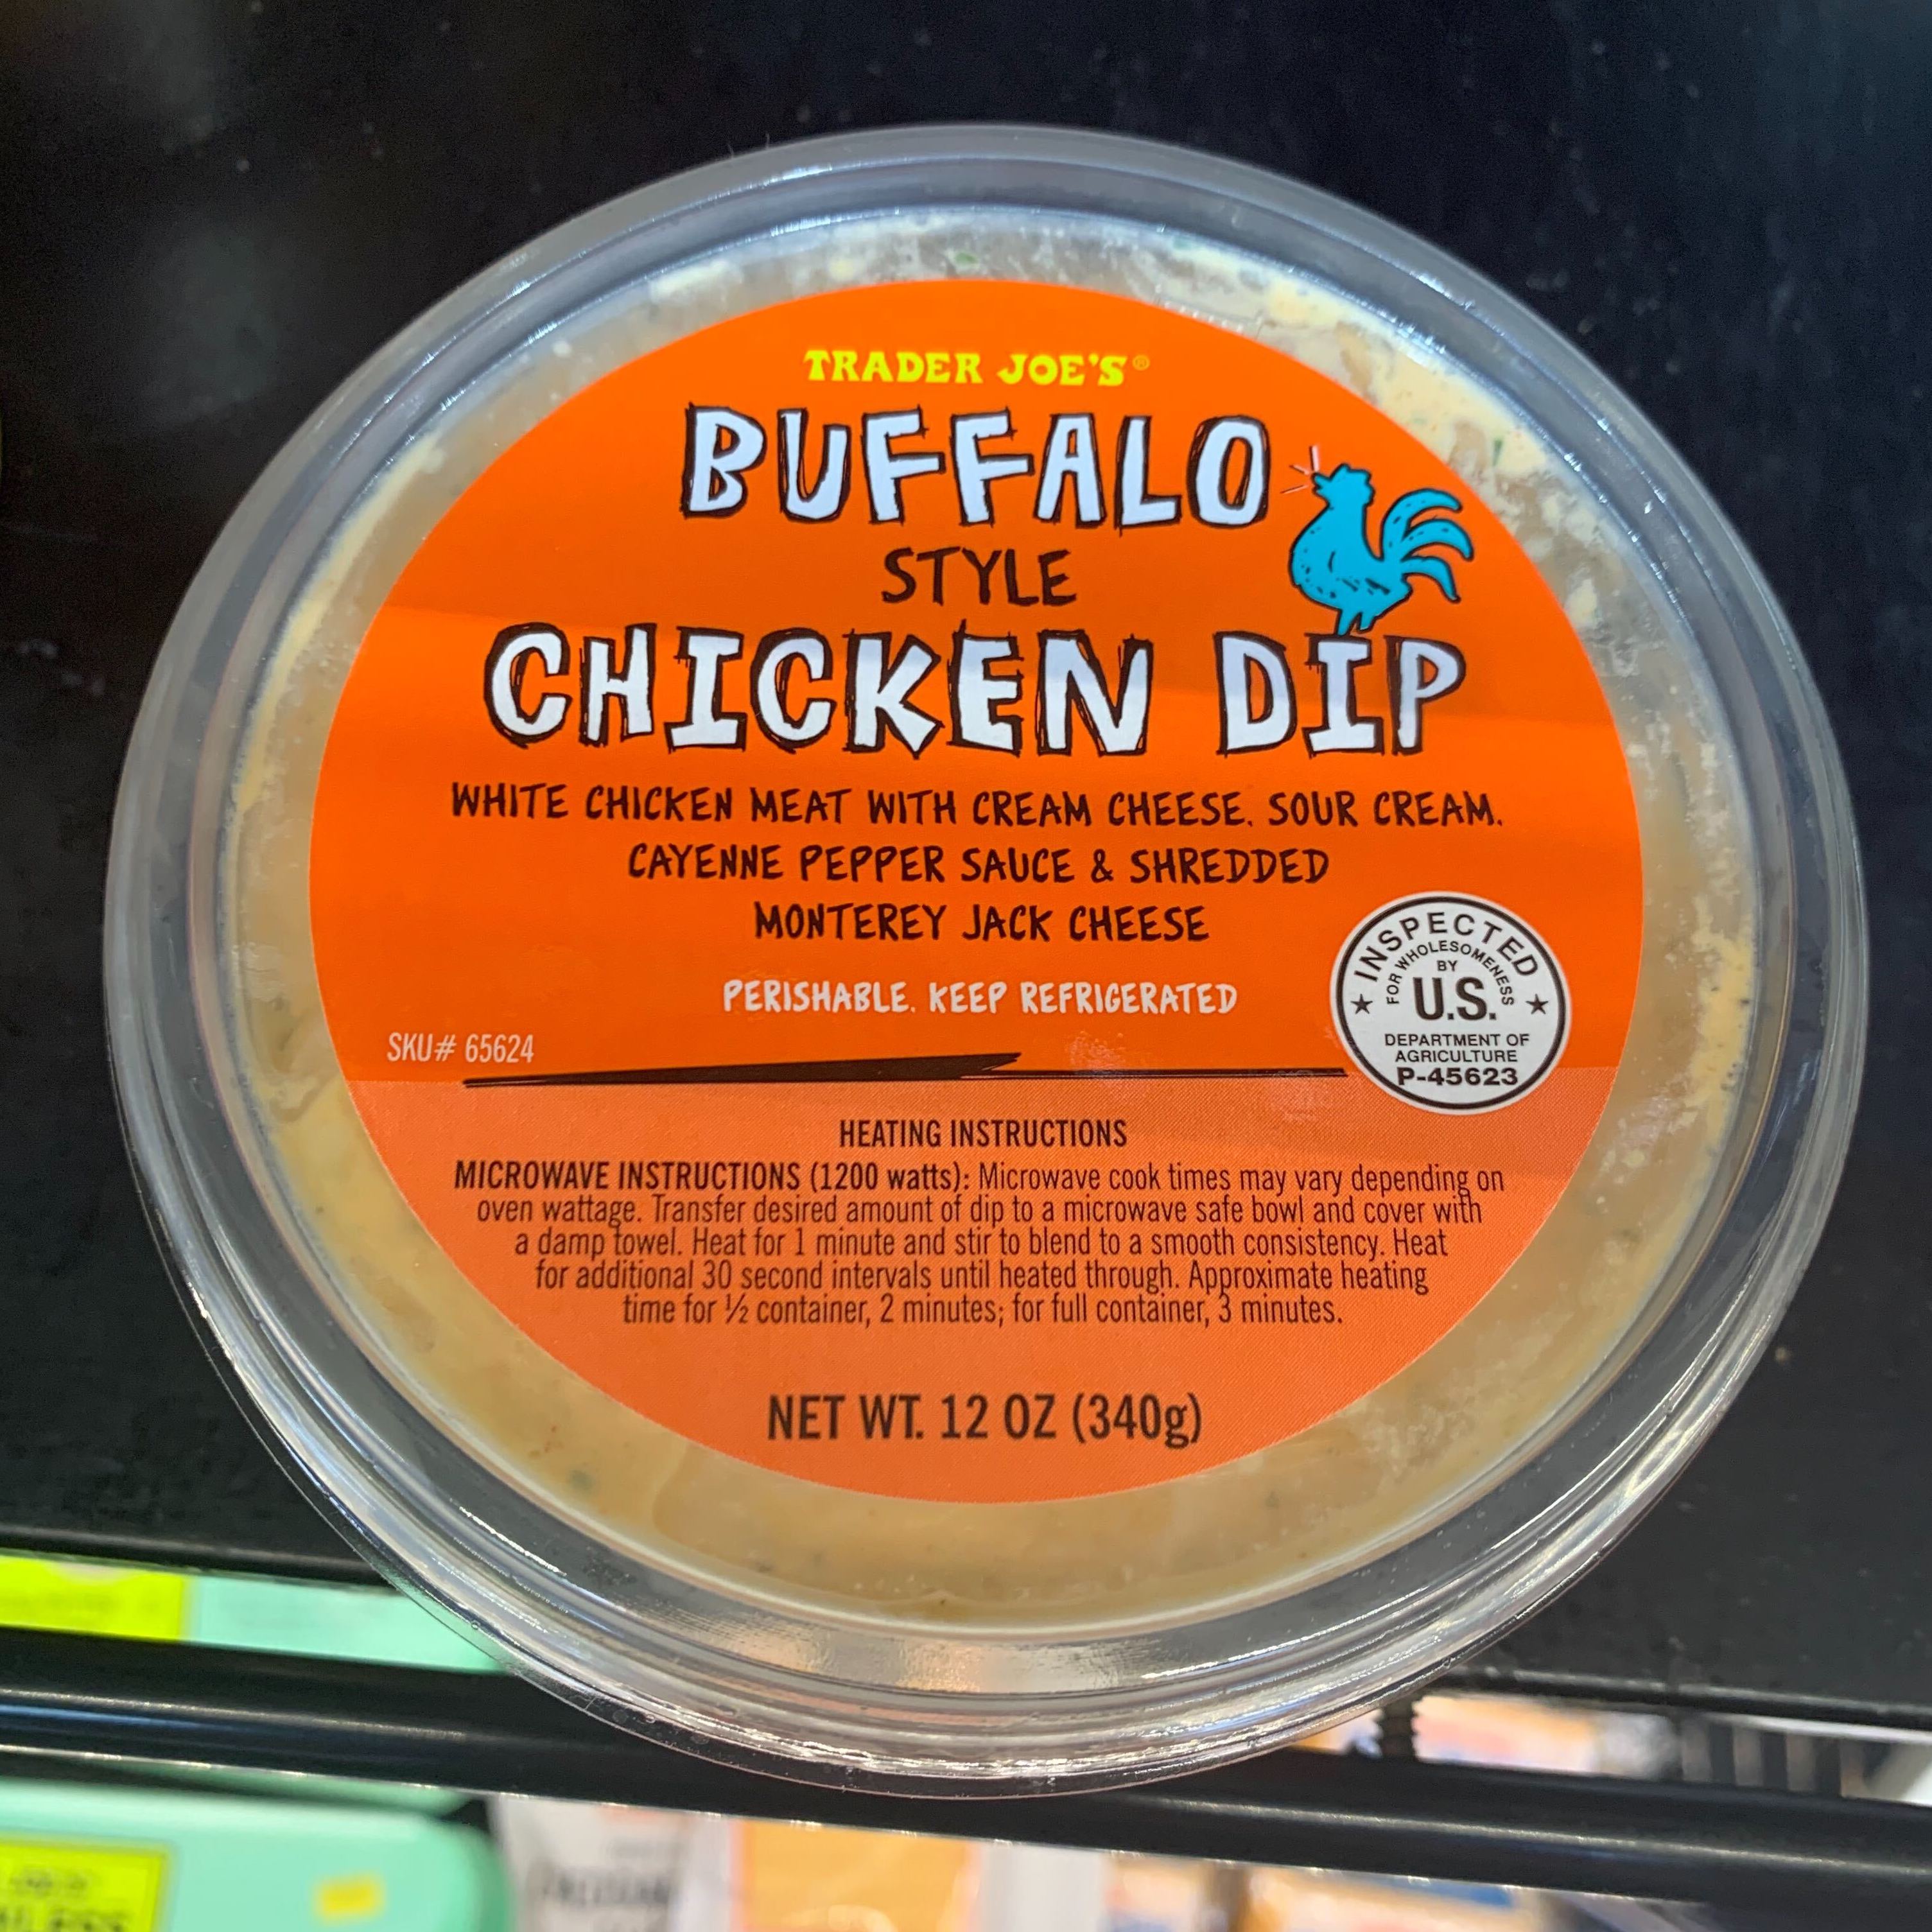 TRADER JOE'S®
BUFFALO
STYLE
CHICKEN DIP
WHITE CHICKEN MEAT WITH CREAM CHEESE, SOUR CREAM,
CAYENNE PEPPER SAUCE & SHREDDED
MONTEREY JACK CHEESE
PERISHABLE. KEEP REFRIGERATED
SKU# 65624
INSPECTED
FOR WHOLESOMENESS
BY
U.S.
DEPARTMENT OF
AGRICULTURE
P-45623
HEATING INSTRUCTIONS
MICROWAVE INSTRUCTIONS (1200 watts): Microwave cook times may vary depending on
oven wattage. Transfer desired amount of dip to a microwave safe bowl and cover with
a damp towel. Heat for 1 minute and stir to blend to a smooth consistency. Heat
for additional 30 second intervals until heated through. Approximate heating
time for ½ container, 2 minutes; for full container, 3 minutes.
NET WT. 12 OZ (340g)